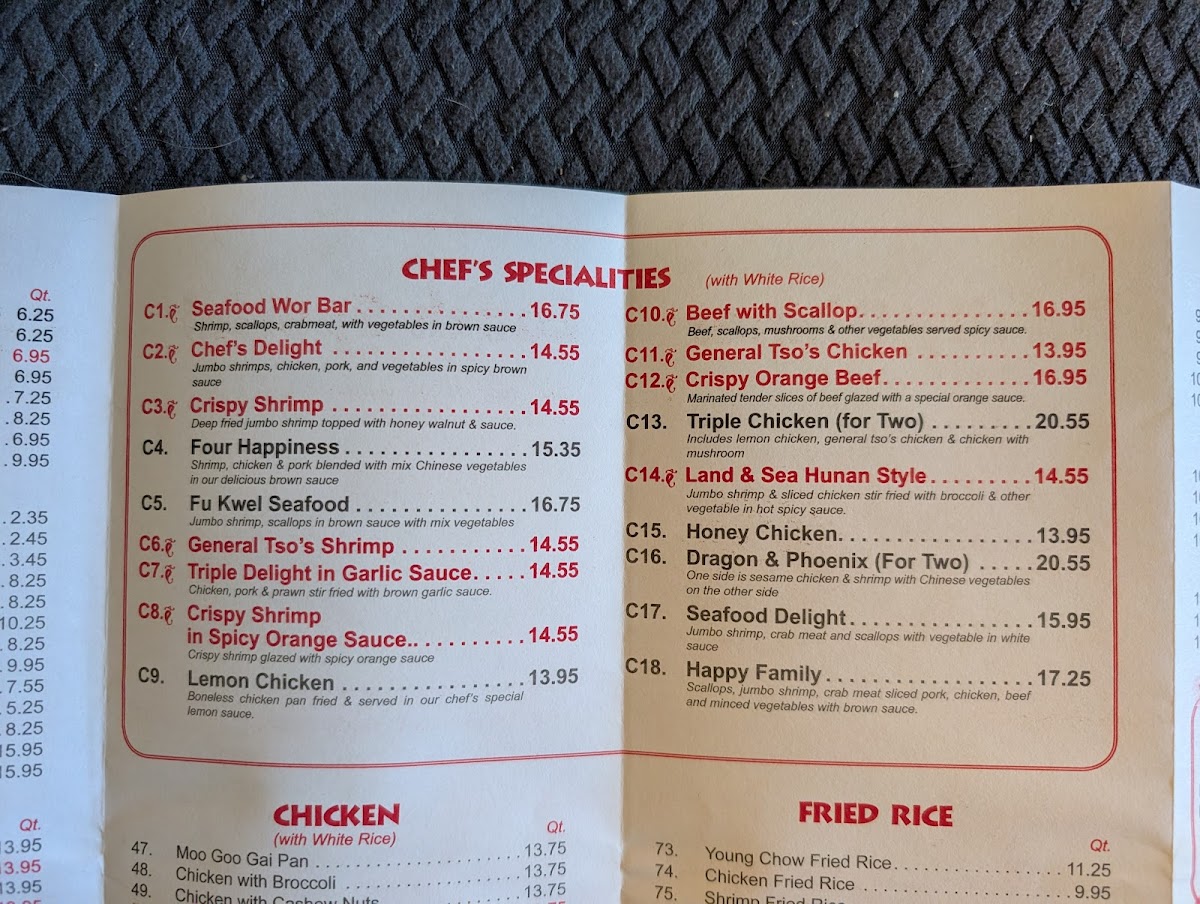 Qt.
6.25
6.25
6.95
6.95
.7.25
.8.25
.6.95
.9.95
.2.35
.2.45
.3.45
.8.25
.8.25
10.25
.8.25
.9.95
.7.55
.5.25
.8.25
15.95
15.95
Qt.
13.95
13.95
13.95
CHEF'S SPECIALITIES (with White Rice)
C1. Seafood Wor Bar . . . . . . . . . . . . . . . . 16.75
Shrimp, scallops, crabmeat, with vegetables in brown sauce
C2. Chef's Delight . . . . . . . . . . . . . . . . . . 14.55
Jumbo shrimps, chicken, pork, and vegetables in spicy brown
sauce
C3. Crispy Shrimp . . . . . . . . . . . . . . . . . . 14.55
Deep fried jumbo shrimp topped with honey walnut & sauce.
C4. Four Happiness . . . . . . . . . . . . . . . . . 15.35
Shrimp, chicken & pork blended with mix Chinese vegetables
in our delicious brown sauce
C5. Fu Kwel Seafood . . . . . . . . . . . . . . . . 16.75
Jumbo shrimp, scallops in brown sauce with mix vegetables
C6. General Tso's Shrimp . . . . . . . . . . . . 14.55
C7. Triple Delight in Garlic Sauce. . . . . 14.55
Chicken, pork & prawn stir fried with brown garlic sauce.
C8. Crispy Shrimp
in Spicy Orange Sauce.. . . . . . . . . . . 14.55
Crispy shrimp glazed with spicy orange sauce
C9. Lemon Chicken . . . . . . . . . . . . . . . . . 13.95
Boneless chicken pan fried & served in our chef's special
lemon sauce.
C10. Beef with Scallop. . . . . . . . . . . . . . . . 16.95
Beef, scallops, mushrooms & other vegetables served spicy sauce.
C11. General Tso's Chicken . . . . . . . . . . 13.95
C12. Crispy Orange Beef. . . . . . . . . . . . . 16.95
Marinated tender slices of beef glazed with a special orange sauce.
C13. Triple Chicken (for Two) . . . . . . . . . 20.55
Includes lemon chicken, general tso's chicken & chicken with
mushroom
C14. Land & Sea Hunan Style . . . . . . . . . 14.55
Jumbo shrimp & sliced chicken stir fried with broccoli & other
vegetable in hot spicy sauce.
C15. Honey Chicken. . . . . . . . . . . . . . . . . 13.95
C16. Dragon & Phoenix (For Two) . . . . . 20.55
One side is sesame chicken & shrimp with Chinese vegetables
on the other side
C17. Seafood Delight . . . . . . . . . . . . . . . . 15.95
Jumbo shrimp, crab meat and scallops with vegetable in white
sauce
C18. Happy Family . . . . . . . . . . . . . . . . . . 17.25
Scallops, jumbo shrimp, crab meat sliced pork, chicken, beef
and minced vegetables with brown sauce.
CHICKEN
(with White Rice) Qt.
47. Moo Goo Gai Pan . . . . . . . . . . . . . . . . . . . 13.75
48. Chicken with Broccoli . . . . . . . . . . . . . . . . 13.75
49. Chicken with Cashew Nuts . . . . . . . . . . . . 13.75
FRIED RICE
Qt.
73. Young Chow Fried Rice. . . . . . . . . . . . . . . 11.25
74. Chicken Fried Rice . . . . . . . . . . . . . . . . . . . 9.95
75. Shrimp Fried